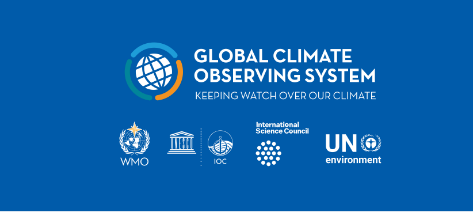 GLOBAL CLIMATE
OBSERVING SYSTEM
KEEPING WATCH OVER OUR CLIMATE
WMO
IOC
International
Science Council
UN
environment